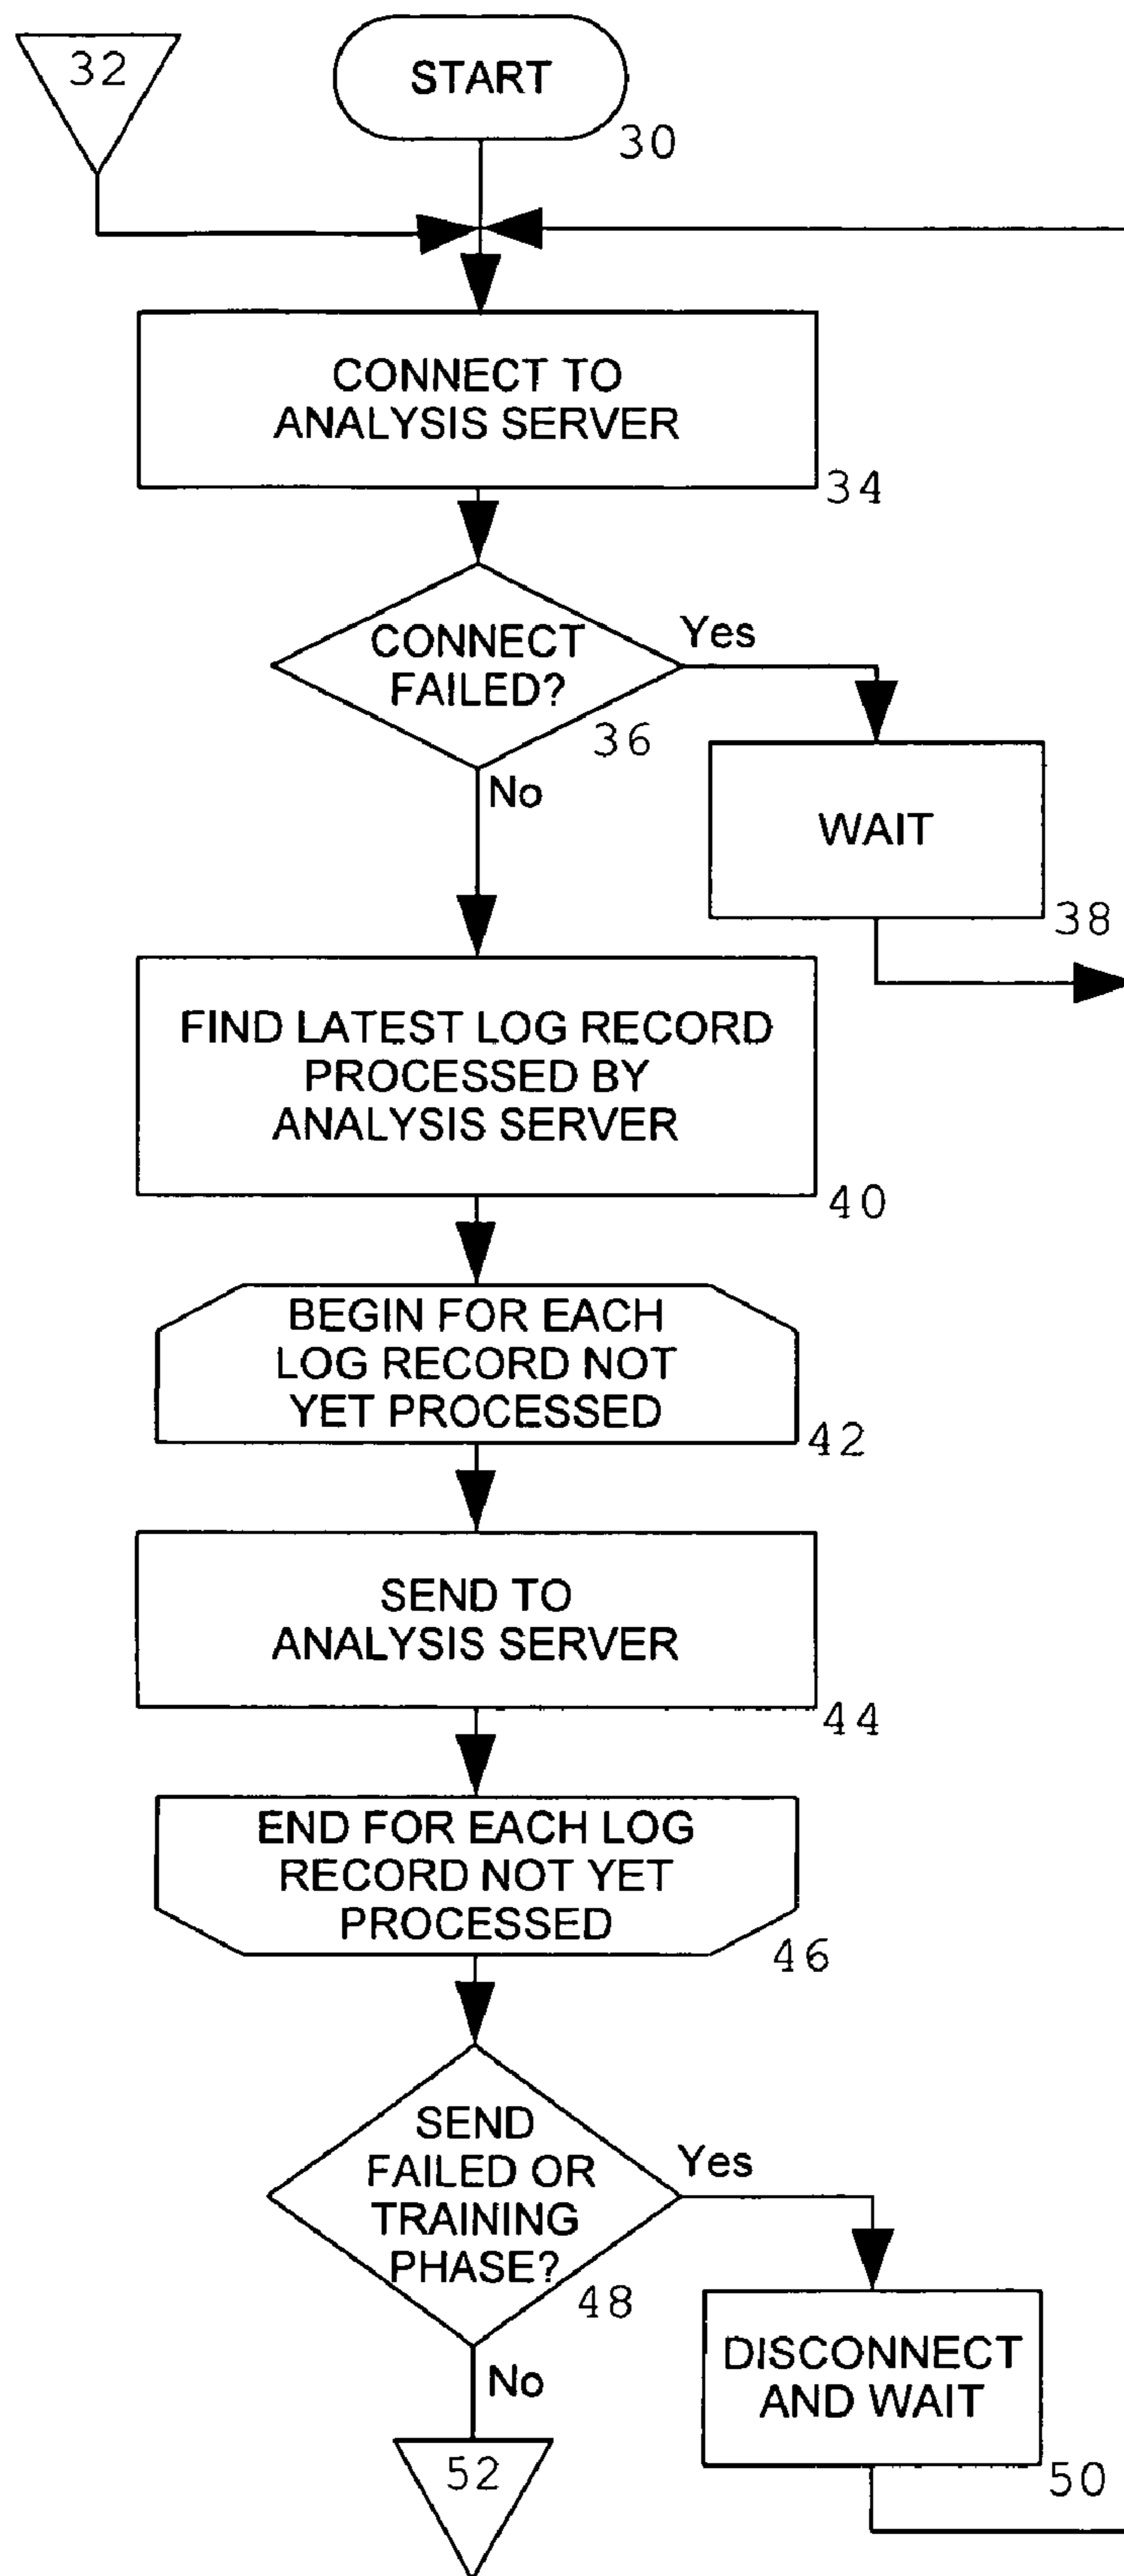 32
START
30
CONNECT TO
ANALYSIS SERVER
34
CONNECT
FAILED?
36
Yes
No
WAIT
38
FIND LATEST LOG RECORD
PROCESSED BY
ANALYSIS SERVER
40
BEGIN FOR EACH
LOG RECORD NOT
YET PROCESSED
42
SEND TO
ANALYSIS SERVER
44
END FOR EACH LOG
RECORD NOT YET
PROCESSED
46
SEND
FAILED OR
TRAINING
PHASE?
48
Yes
No
DISCONNECT
AND WAIT
50
52